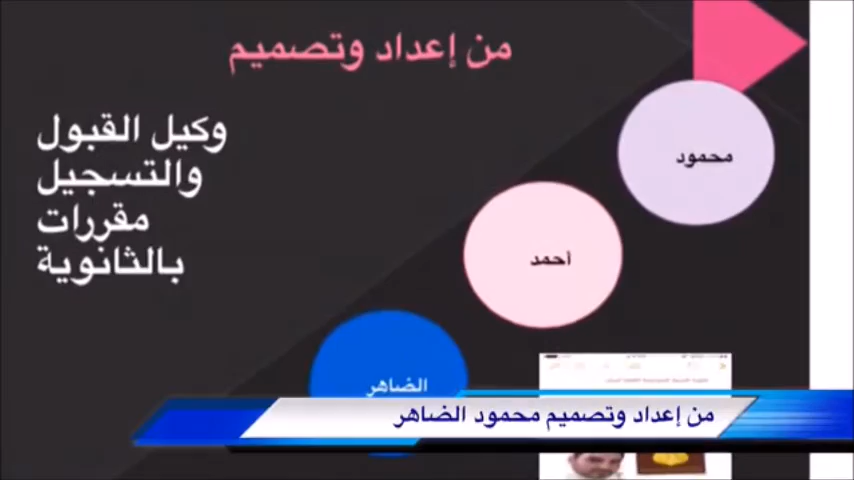 من إعداد وتصميم
وكيل القبول
والتسجيل
مقررات
بالثانوية
محمود
أحمد
الضاهر
من إعداد وتصميم محمود الضاهر